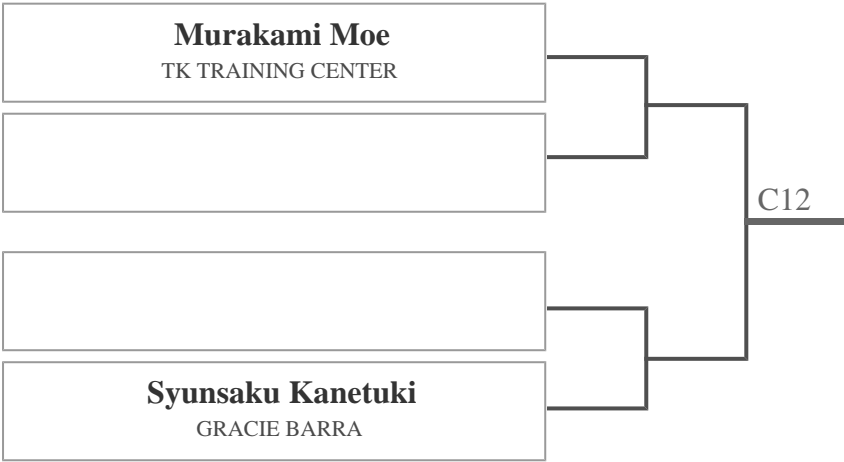 Murakami Moe
TK TRAINING CENTER
C12
Syunsaku Kanetuki
GRACIE BARRA